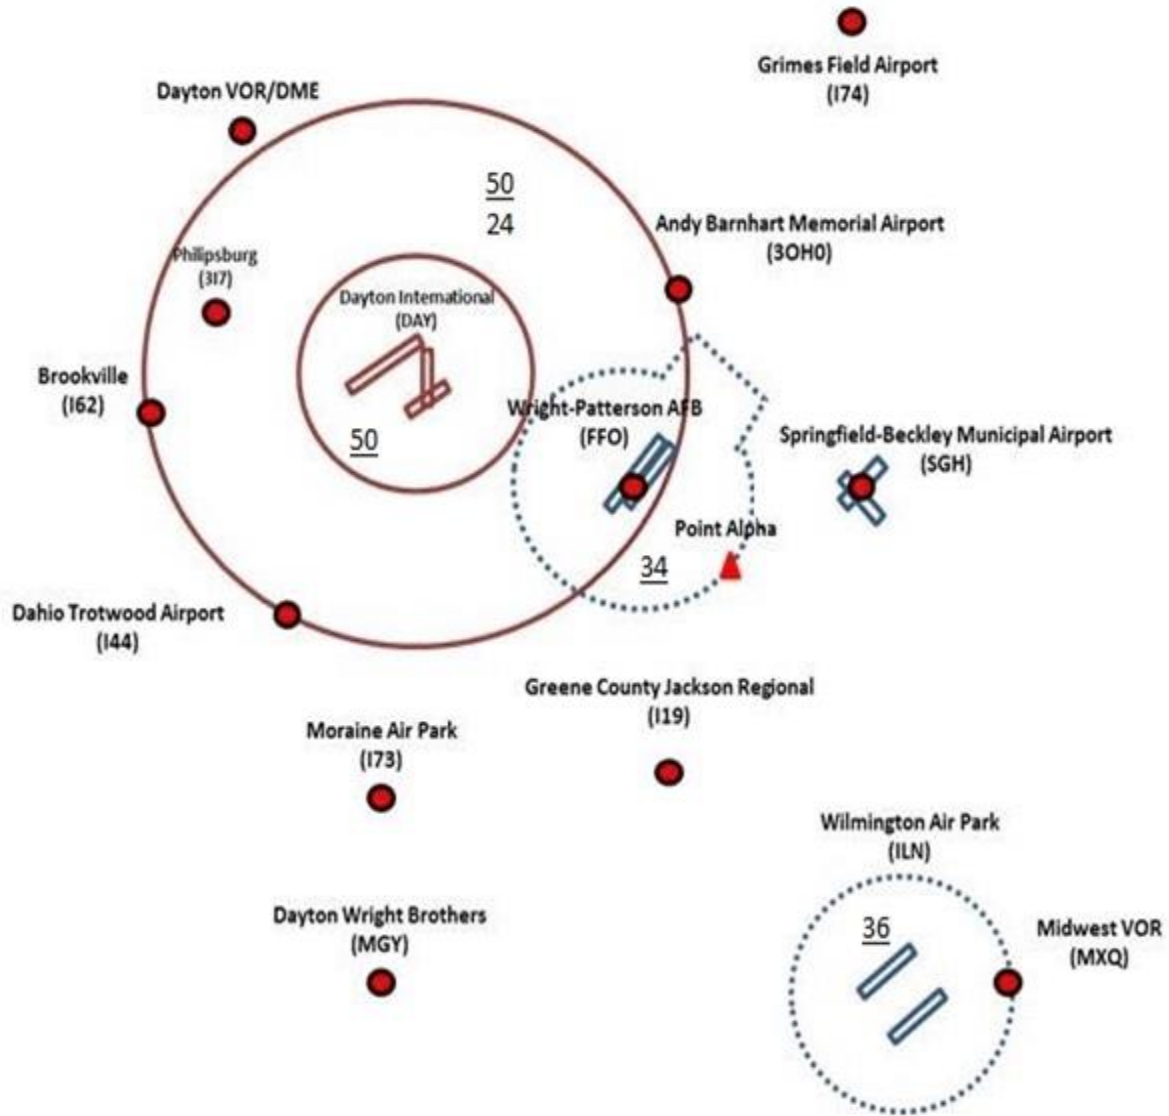 Grimes Field Airport
(I74)
Dayton VOR/DME
50
24
Andy Barnhart Memorial Airport
(3OH0)
Philipsburg
(3I7)
Dayton International
(DAY)
Brookville
(I62)
50
Wright-Patterson AFB
(FFO)
Springfield-Beckley Municipal Airport
(SGH)
Point Alpha
34
Dahio Trotwood Airport
(I44)
Greene County Jackson Regional
(I19)
Moraine Air Park
(I73)
Wilmington Air Park
(ILN)
Dayton Wright Brothers
(MGY)
36
Midwest VOR
(MXQ)